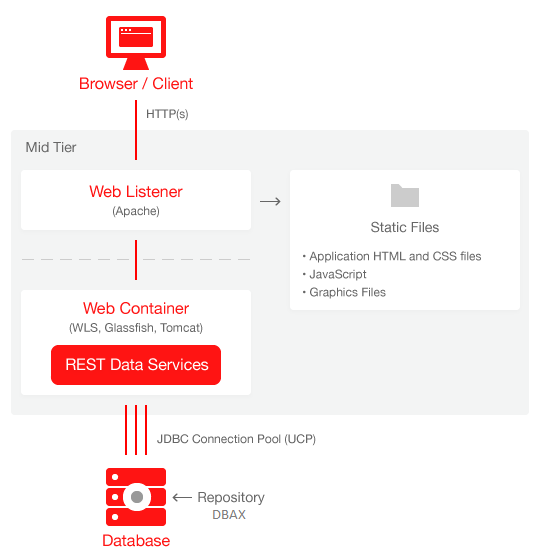 Browser / Client
HTTP(s)
Mid Tier
Web Listener
(Apache)
Static Files
• Application HTML and CSS files
• JavaScript
• Graphics Files
Web Container
(WLS, Glassfish, Tomcat)
REST Data Services
JDBC Connection Pool (UCP)
Repository
DBAX
Database